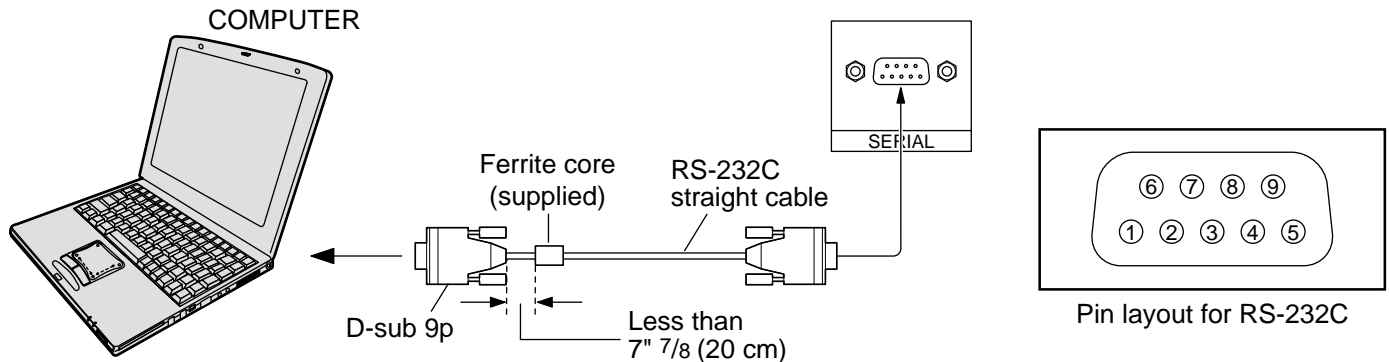 COMPUTER
SERIAL
Ferrite core
(supplied)
RS-232C
straight cable
D-sub 9p
Less than
7" 7/8 (20 cm)
6 7 8 9
1 2 3 4 5
Pin layout for RS-232C